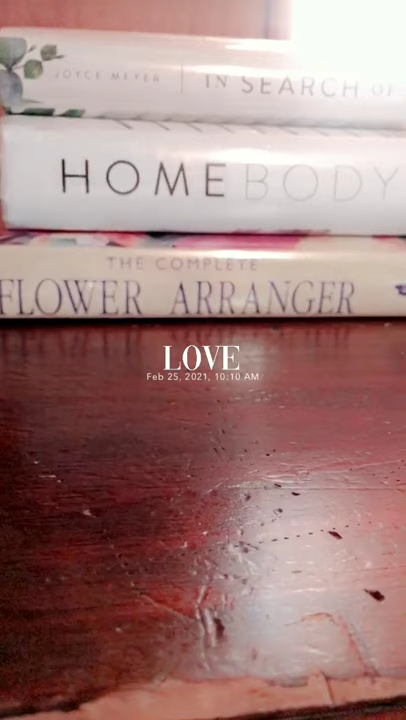 JOYCE MEYER | IN SEARCH OF
HOMEBODY
THE COMPLETE
FLOWER ARRANGER
LOVE
Feb 25, 2021, 10:10 AM